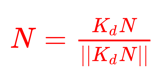 N = \frac{K_d N}{||K_d N||}